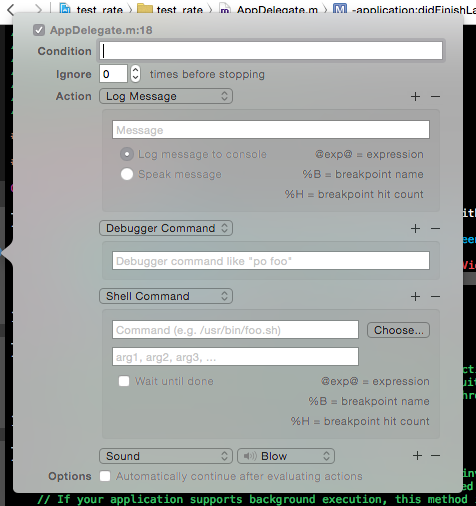 test_rate test_rate AppDelegate.m M -application:didFinishLa
AppDelegate.m:18
Condition
Ignore 0 times before stopping
Action Log Message
Message
Log message to console @exp@ = expression
Speak message %B = breakpoint name
%H = breakpoint hit count
Debugger Command
Debugger command like "po foo"
Shell Command
Command (e.g. /usr/bin/foo.sh) Choose...
arg1, arg2, arg3, ...
Wait until done @exp@ = expression
%B = breakpoint name
%H = breakpoint hit count
Sound Blow
Options Automatically continue after evaluating actions
// If your application supports background execution, this method